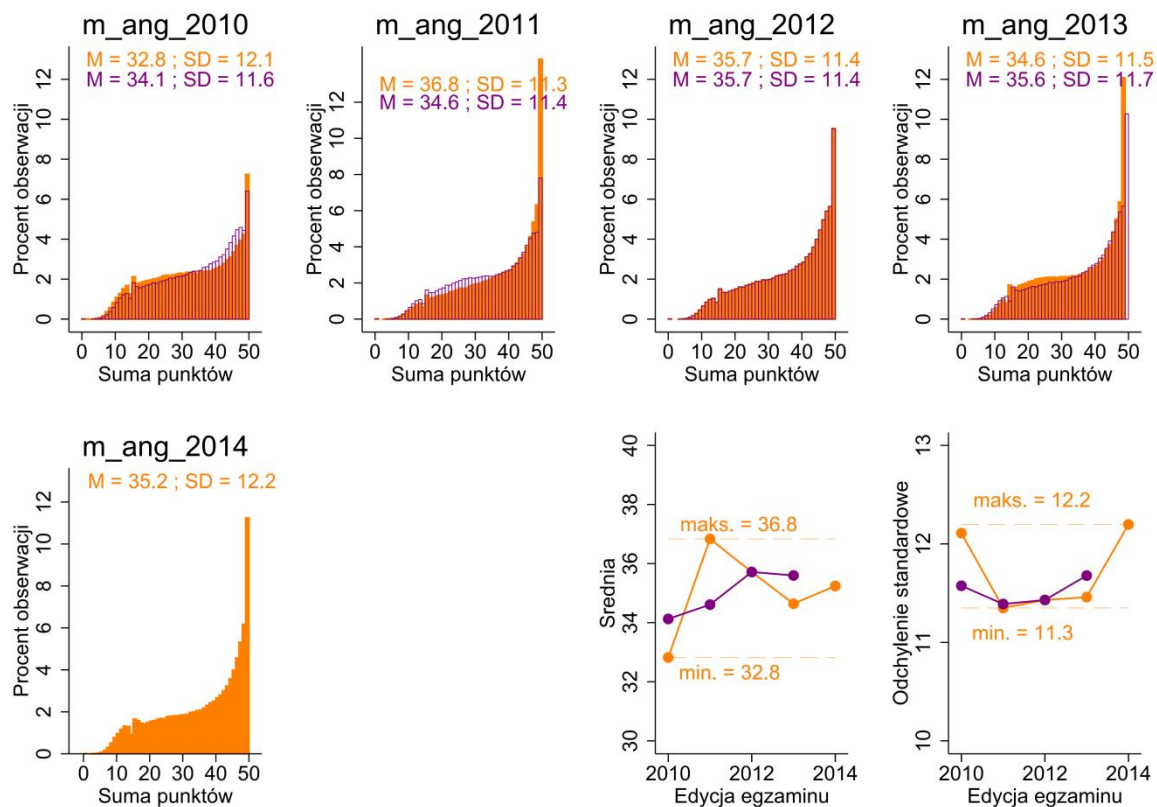 m_ang_2010
M = 32.8 ; SD = 12.1
M = 34.1 ; SD = 11.6
Procent obserwacji
0 2 4 6 8 10 12
0 10 20 30 40 50
Suma punktów
m_ang_2011
M = 36.8 ; SD = 11.3
M = 34.6 ; SD = 11.4
Procent obserwacji
0 2 4 6 8 10 12
0 10 20 30 40 50
Suma punktów
m_ang_2012
M = 35.7 ; SD = 11.4
M = 35.7 ; SD = 11.4
Procent obserwacji
0 2 4 6 8 10 12
0 10 20 30 40 50
Suma punktów
m_ang_2013
M = 34.6 ; SD = 11.5
M = 35.6 ; SD = 11.7
Procent obserwacji
0 2 4 6 8 10 12
0 10 20 30 40 50
Suma punktów
m_ang_2014
M = 35.2 ; SD = 12.2
Procent obserwacji
0 2 4 6 8 10 12
0 10 20 30 40 50
Suma punktów
Srednia
30 32 34 36 38 40
maks. = 36.8
min. = 32.8
2010 2012 2014
Edycja egzaminu
Odchylenie standardowe
10 11 12 13
maks. = 12.2
min. = 11.3
2010 2012 2014
Edycja egzaminu